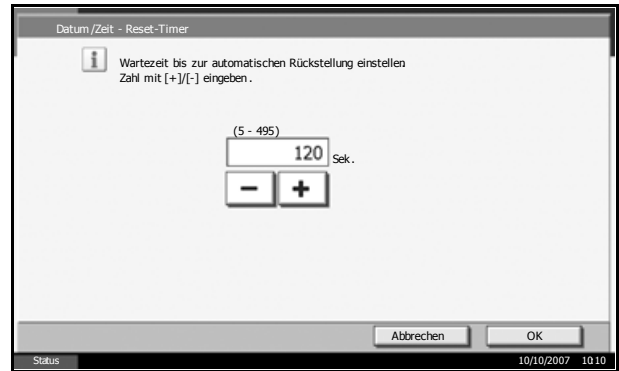 Datum /Zeit - Reset-Timer
Wartezeit bis zur automatischen Rückstellung einstellen
Zahl mit [+]/[-] eingeben .
(5 - 495)
120 Sek.
− +
Abbrechen OK
Status 10/10/2007 10:10